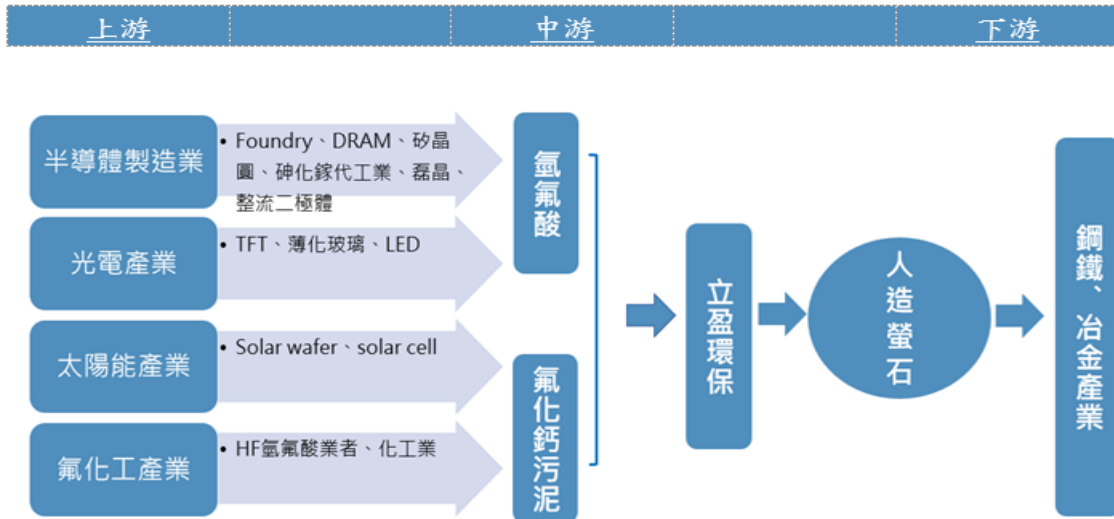 上游
中游
下游
半導體製造業
• Foundry、DRAM、矽晶
圓、砷化鎵代工業、磊晶、
整流二極體
光電產業
• TFT、薄化玻璃、LED
太陽能產業
• Solar wafer、solar cell
氟化工產業
• HF氫氟酸業者、化工業
氫氟酸
氟化鈣污泥
立盈環保
人造螢石
鋼鐵、冶金產業